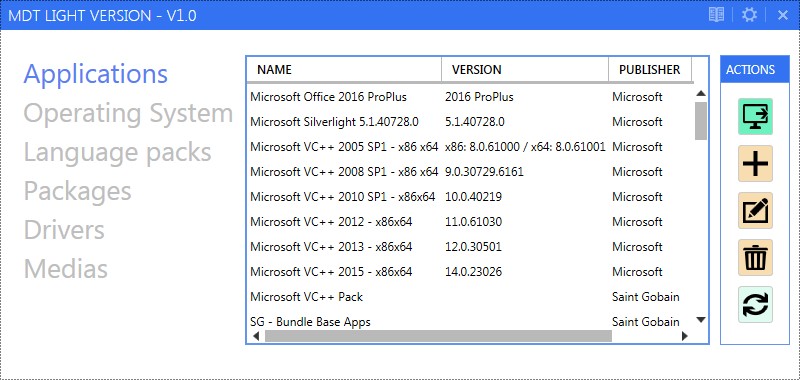 MDT LIGHT VERSION - V1.0
Applications
Operating System
Language packs
Packages
Drivers
Medias
NAME VERSION PUBLISHER
Microsoft Office 2016 ProPlus 2016 ProPlus Microsoft
Microsoft Silverlight 5.1.40728.0 5.1.40728.0 Microsoft
Microsoft VC++ 2005 SP1 - x86 x64 x86: 8.0.61000 / x64: 8.0.61001 Microsoft
Microsoft VC++ 2008 SP1 - x86 x64 9.0.30729.6161 Microsoft
Microsoft VC++ 2010 SP1 - x86x64 10.0.40219 Microsoft
Microsoft VC++ 2012 - x86x64 11.0.61030 Microsoft
Microsoft VC++ 2013 - x86x64 12.0.30501 Microsoft
Microsoft VC++ 2015 - x86x64 14.0.23026 Microsoft
Microsoft VC++ Pack Saint Gobain
SG - Bundle Base Apps Saint Gobain
ACTIONS